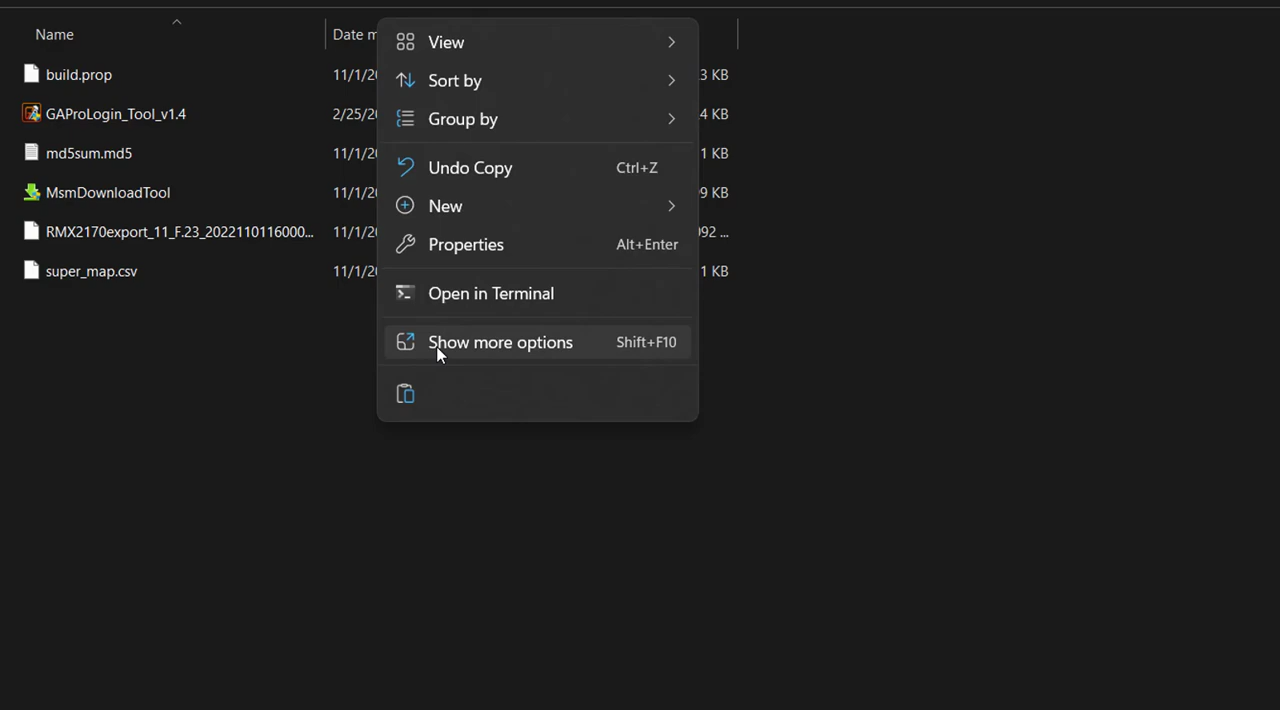 Name
Date m
build.prop
11/1/20
3 KB
GAProLogin_Tool_v1.4
2/25/20
4 KB
md5sum.md5
11/1/20
1 KB
MsmDownloadTool
11/1/20
9 KB
RMX2170export_11_F.23_2022110116000...
11/1/20
92 ...
super_map.csv
11/1/20
1 KB
View
Sort by
Group by
Undo Copy Ctrl+Z
New
Properties Alt+Enter
Open in Terminal
Show more options Shift+F10